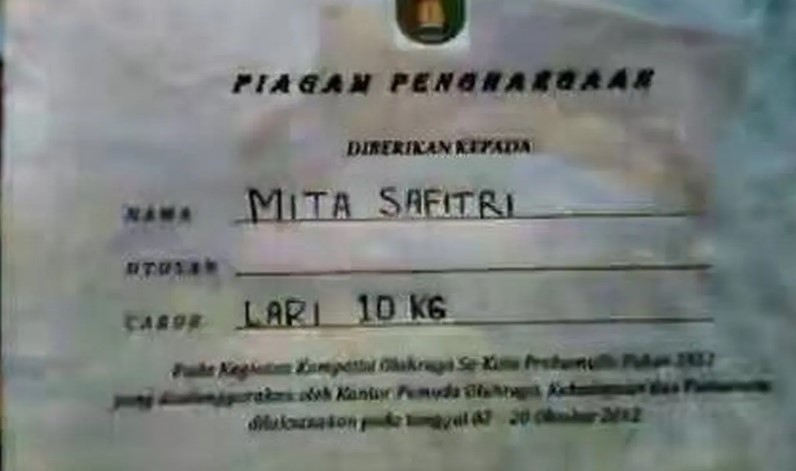 PIAGAM PENGHARGAAN
DIBERIKAN KEPADA
NAMA MITA SAFITRI
UTUSAN
CABOR LARI 10 KG
Pada Kegiatan Kompetisi Olahraga Se-Kota Prabumulih Tahun 2012
yang diselenggarakan oleh Kantor Pemuda Olahraga, Kebudayaan dan Pariwisata
dilaksanakan pada tanggal 20 Oktober 2012